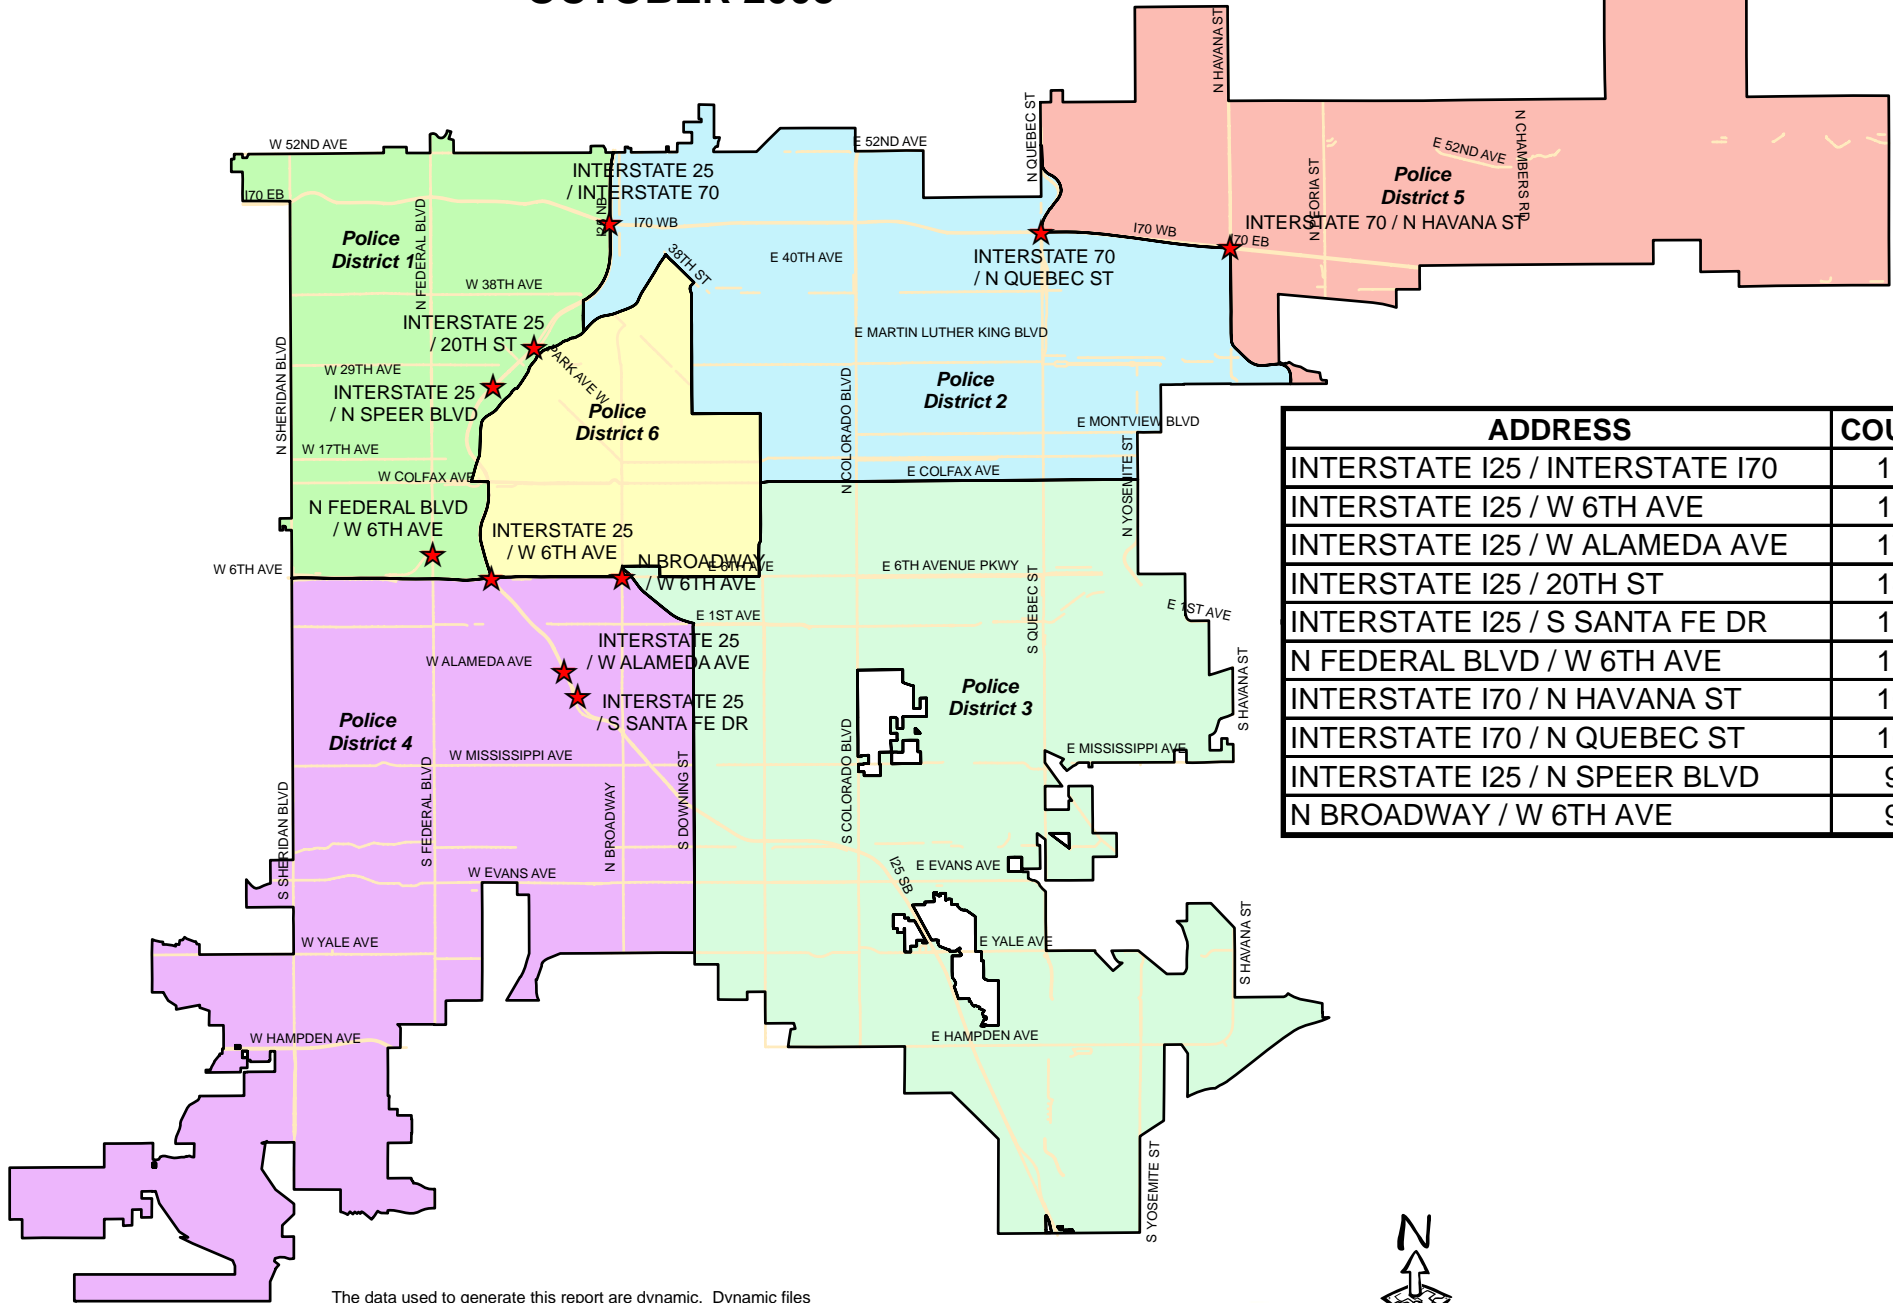 N HAVANA ST
N QUEBEC ST
N CHAMBERS RD
W 52ND AVE
E 52ND AVE
E 52ND AVE
INTERSTATE 25
/ INTERSTATE 70
Police
District 5
N PEORIA ST
I70 EB
N FEDERAL BLVD
I25 NB
I70 WB
I70 WB
INTERSTATE 70 / N HAVANA ST
I70 EB
Police
District 1
38TH ST
E 40TH AVE
INTERSTATE 70
/ N QUEBEC ST
W 38TH AVE
INTERSTATE 25
/ 20TH ST
E MARTIN LUTHER KING BLVD
N SHERIDAN BLVD
PARK AVE W
W 29TH AVE
INTERSTATE 25
/ N SPEER BLVD
N COLORADO BLVD
Police
District 2
Police
District 6
E MONTVIEW BLVD
W 17TH AVE
W COLFAX AVE
E COLFAX AVE
N YOSEMITE ST
N FEDERAL BLVD
/ W 6TH AVE
INTERSTATE 25
/ W 6TH AVE
N BROADWAY
/ W 6TH AVE
W 6TH AVE
E 6TH AVE
E 6TH AVENUE PKWY
S QUEBEC ST
E 1ST AVE
E 1ST AVE
INTERSTATE 25
/ W ALAMEDA AVE
W ALAMEDA AVE
INTERSTATE 25
/ S SANTA FE DR
Police
District 3
S HAVANA ST
Police
District 4
W MISSISSIPPI AVE
E MISSISSIPPI AVE
S SHERIDAN BLVD
S FEDERAL BLVD
N BROADWAY
S DOWNING ST
S COLORADO BLVD
W EVANS AVE
I25 SB
E EVANS AVE
W YALE AVE
E YALE AVE
S HAVANA ST
W HAMPDEN AVE
E HAMPDEN AVE
S YOSEMITE ST
ADDRESS
INTERSTATE I25 / INTERSTATE I70
INTERSTATE I25 / W 6TH AVE
INTERSTATE I25 / W ALAMEDA AVE
INTERSTATE I25 / 20TH ST
INTERSTATE I25 / S SANTA FE DR
N FEDERAL BLVD / W 6TH AVE
INTERSTATE I70 / N HAVANA ST
INTERSTATE I70 / N QUEBEC ST
INTERSTATE I25 / N SPEER BLVD
N BROADWAY / W 6TH AVE
N
The data used to generate this report are dynamic. Dynamic files